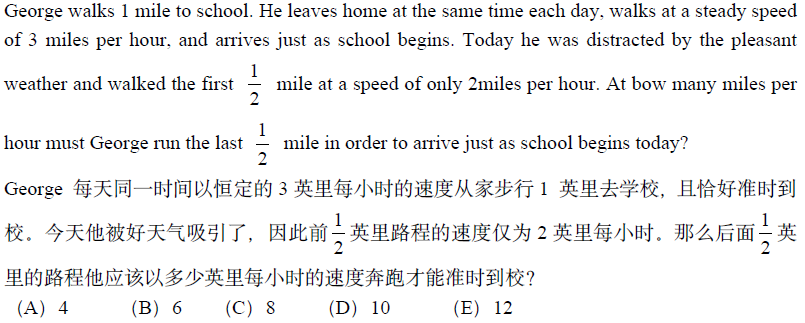 George walks 1 mile to school. He leaves home at the same time each day, walks at a steady speed
of 3 miles per hour, and arrives just as school begins. Today he was distracted by the pleasant
weather and walked the first 1/2 mile at a speed of only 2miles per hour. At bow many miles per
hour must George run the last 1/2 mile in order to arrive just as school begins today?
George 每天同一时间以恒定的 3 英里每小时的速度从家步行 1 英里去学校，且恰好准时到
校。今天他被好天气吸引了，因此前1/2英里路程的速度仅为 2 英里每小时。那么后面1/2英
里的路程他应该以多少英里每小时的速度奔跑才能准时到校？
（A）4 （B）6 （C）8 （D）10 （E）12